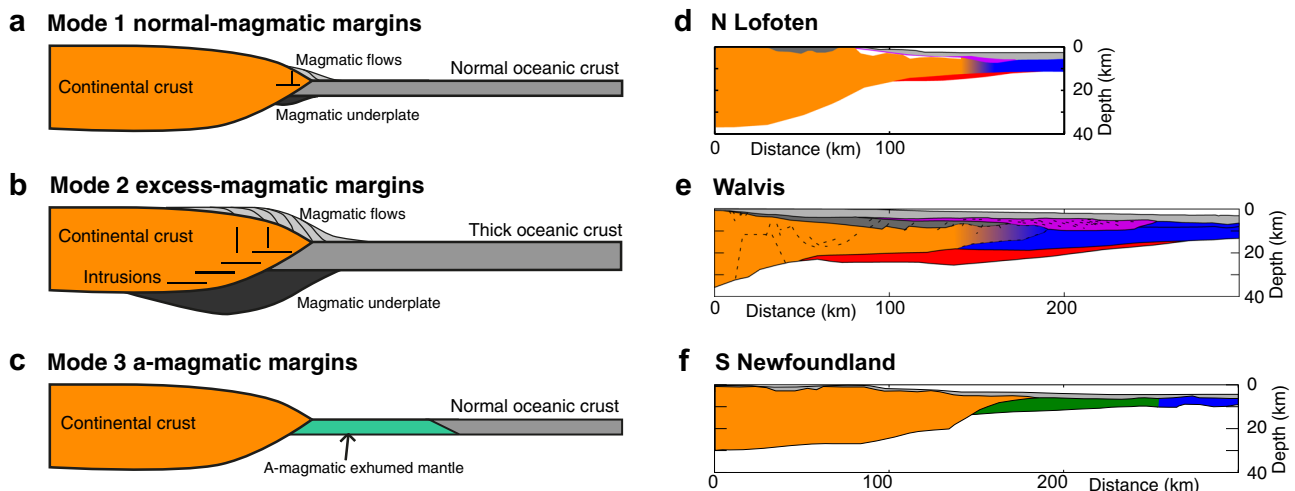 a Mode 1 normal-magmatic margins
Magmatic flows
Continental crust
Normal oceanic crust
Magmatic underplate
b Mode 2 excess-magmatic margins
Magmatic flows
Continental crust
Thick oceanic crust
Intrusions
Magmatic underplate
c Mode 3 a-magmatic margins
Continental crust
Normal oceanic crust
A-magmatic exhumed mantle
d N Lofoten
0
20
40
Depth (km)
0 Distance (km) 100
e Walvis
0
20
40
Depth (km)
0 Distance (km) 100 200
f S Newfoundland
0
20
40
Depth (km)
0 100 200 Distance (km)